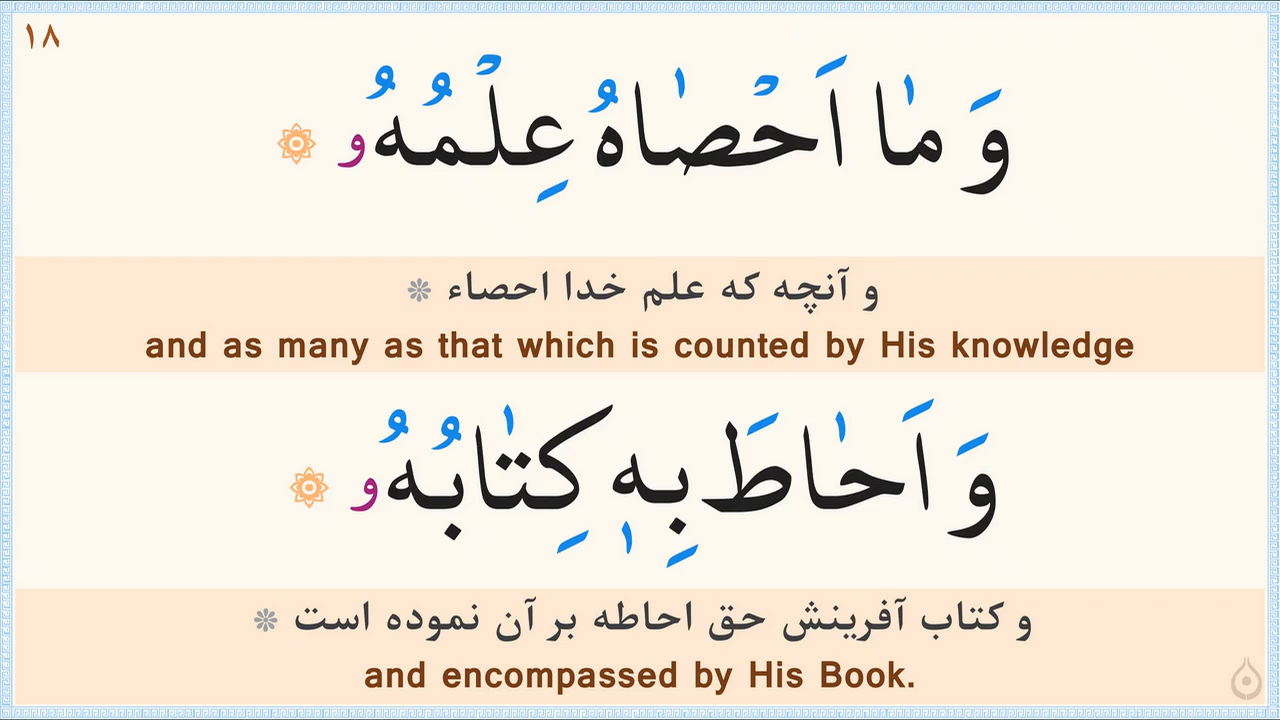 ۱۸
وَ مٰا اَحْصٰاهُ عِلْمُهُ و
و آنچه که علم خدا احصاء
and as many as that which is counted by His knowledge
وَ اَحٰاطَ بِهٖ كِتٰابُهُ و
و کتاب آفرینش حق احاطه بر آن نموده است
and encompassed by His Book.